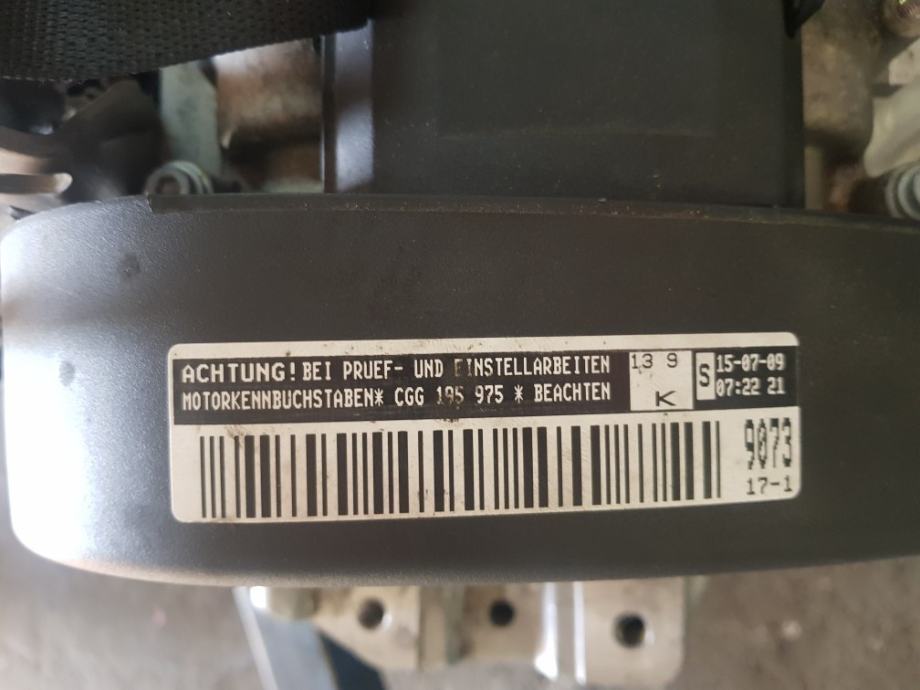 ACHTUNG! BEI PRUEF- UND EINSTELLARBEITEN
MOTORKENNBUCHSTABEN* CGG 195 975 * BEACHTEN
13 9
K
S
15-07-09
07:22 21
9073
17-1